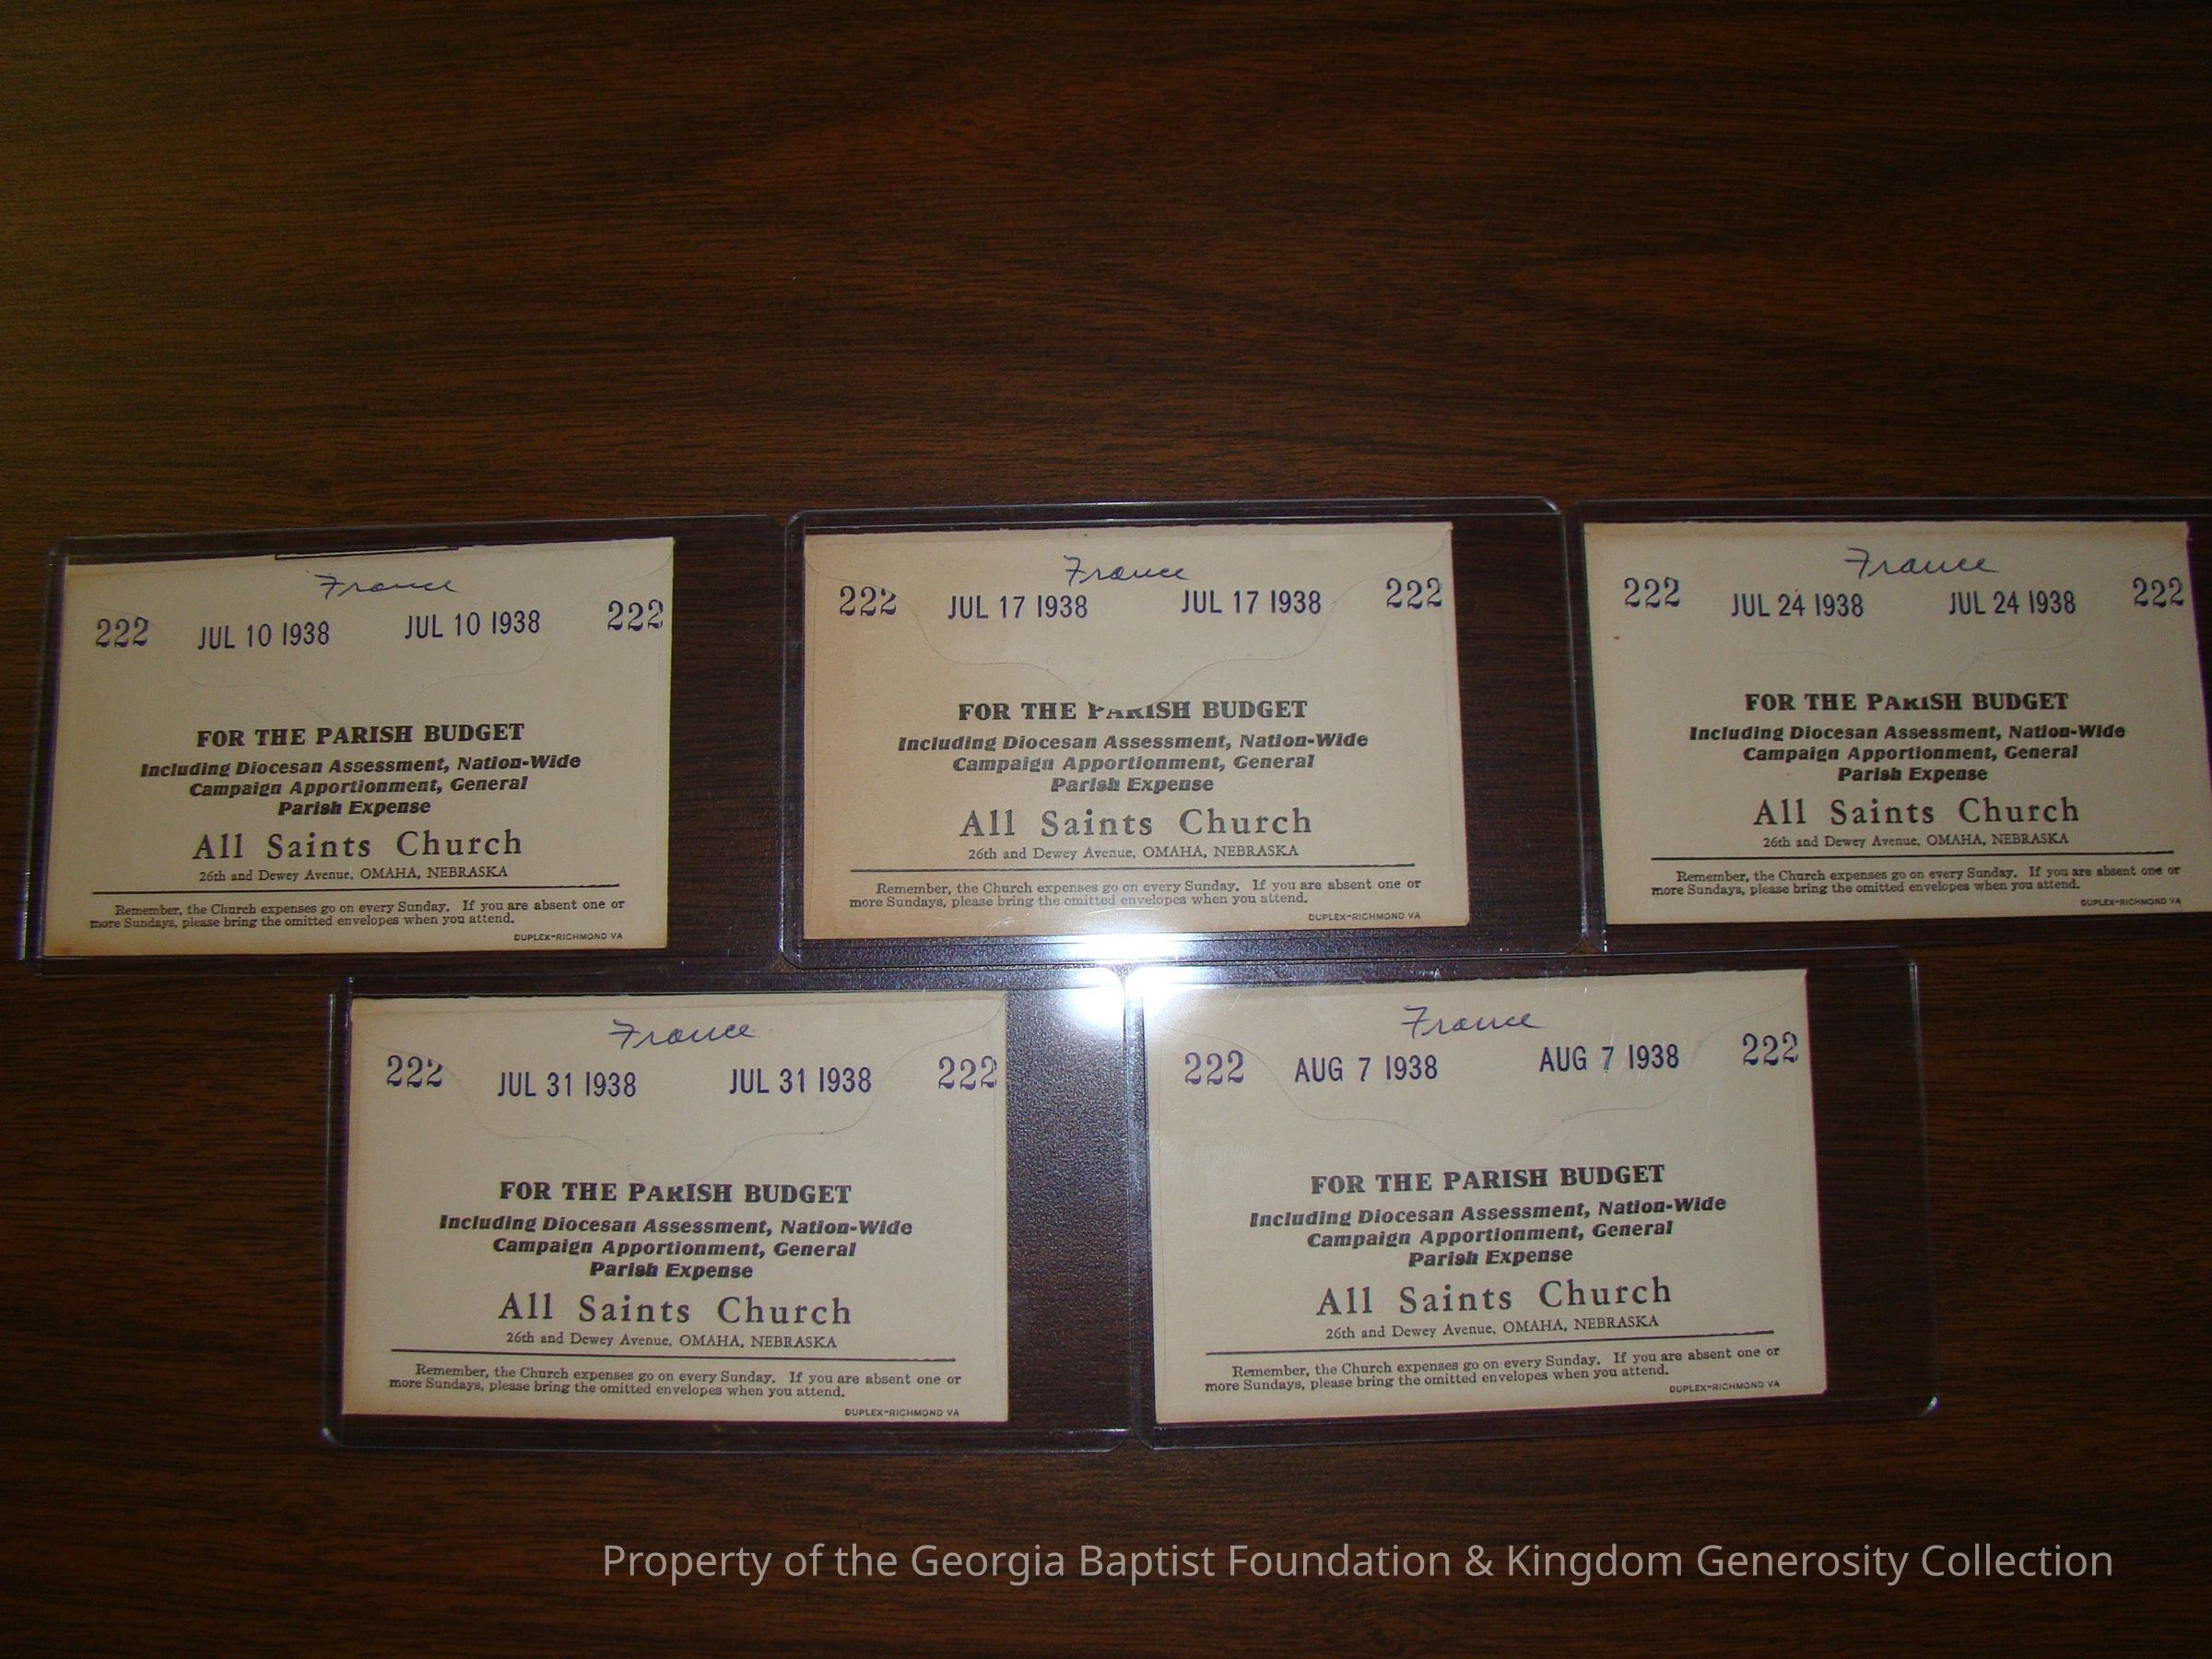 France
222 JUL 10 1938 JUL 10 1938 222
FOR THE PARISH BUDGET
Including Diocesan Assessment, Nation-Wide
Campaign Apportionment, General
Parish Expense
All Saints Church
26th and Dewey Avenue, OMAHA, NEBRASKA
Remember, the Church expenses go on every Sunday. If you are absent one or
more Sundays, please bring the omitted envelopes when you attend.
DUPLEX-RICHMOND VA
France
222 JUL 17 1938 JUL 17 1938 222
FOR THE PARISH BUDGET
Including Diocesan Assessment, Nation-Wide
Campaign Apportionment, General
Parish Expense
All Saints Church
26th and Dewey Avenue, OMAHA, NEBRASKA
Remember, the Church expenses go on every Sunday. If you are absent one or
more Sundays, please bring the omitted envelopes when you attend.
DUPLEX-RICHMOND VA
France
222 JUL 24 1938 JUL 24 1938 222
FOR THE PARISH BUDGET
Including Diocesan Assessment, Nation-Wide
Campaign Apportionment, General
Parish Expense
All Saints Church
26th and Dewey Avenue, OMAHA, NEBRASKA
Remember, the Church expenses go on every Sunday. If you are absent one or
more Sundays, please bring the omitted envelopes when you attend.
DUPLEX-RICHMOND VA
France
222 JUL 31 1938 JUL 31 1938 222
FOR THE PARISH BUDGET
Including Diocesan Assessment, Nation-Wide
Campaign Apportionment, General
Parish Expense
All Saints Church
26th and Dewey Avenue, OMAHA, NEBRASKA
Remember, the Church expenses go on every Sunday. If you are absent one or
more Sundays, please bring the omitted envelopes when you attend.
DUPLEX-RICHMOND VA
France
222 AUG 7 1938 AUG 7 1938 222
FOR THE PARISH BUDGET
Including Diocesan Assessment, Nation-Wide
Campaign Apportionment, General
Parish Expense
All Saints Church
26th and Dewey Avenue, OMAHA, NEBRASKA
Remember, the Church expenses go on every Sunday. If you are absent one or
more Sundays, please bring the omitted envelopes when you attend.
DUPLEX-RICHMOND VA
Property of the Georgia Baptist Foundation & Kingdom Generosity Collection